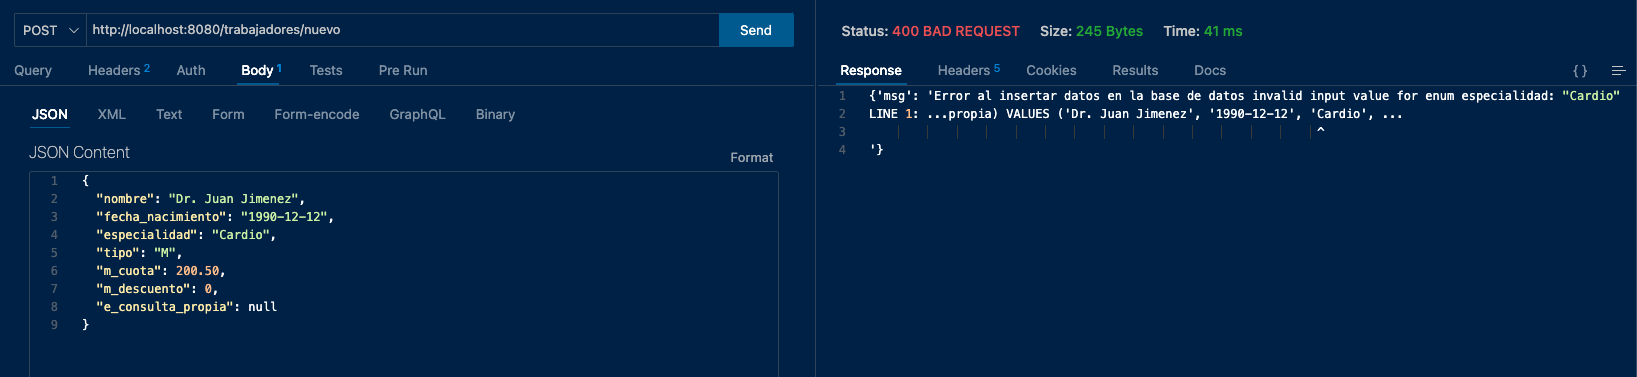 POST http://localhost:8080/trabajadores/nuevo Send
Query Headers 2 Auth Body 1 Tests Pre Run
JSON XML Text Form Form-encode GraphQL Binary
JSON Content
Format
1 {
2 "nombre": "Dr. Juan Jimenez",
3 "fecha_nacimiento": "1990-12-12",
4 "especialidad": "Cardio",
5 "tipo": "M",
6 "m_cuota": 200.50,
7 "m_descuento": 0,
8 "e_consulta_propia": null
9 }
Status: 400 BAD REQUEST Size: 245 Bytes Time: 41 ms
Response Headers 5 Cookies Results Docs { }
1 {'msg': 'Error al insertar datos en la base de datos invalid input value for enum especialidad: "Cardio"
2 LINE 1: ...propia) VALUES ('Dr. Juan Jimenez', '1990-12-12', 'Cardio', ...
3 ^
4 '}